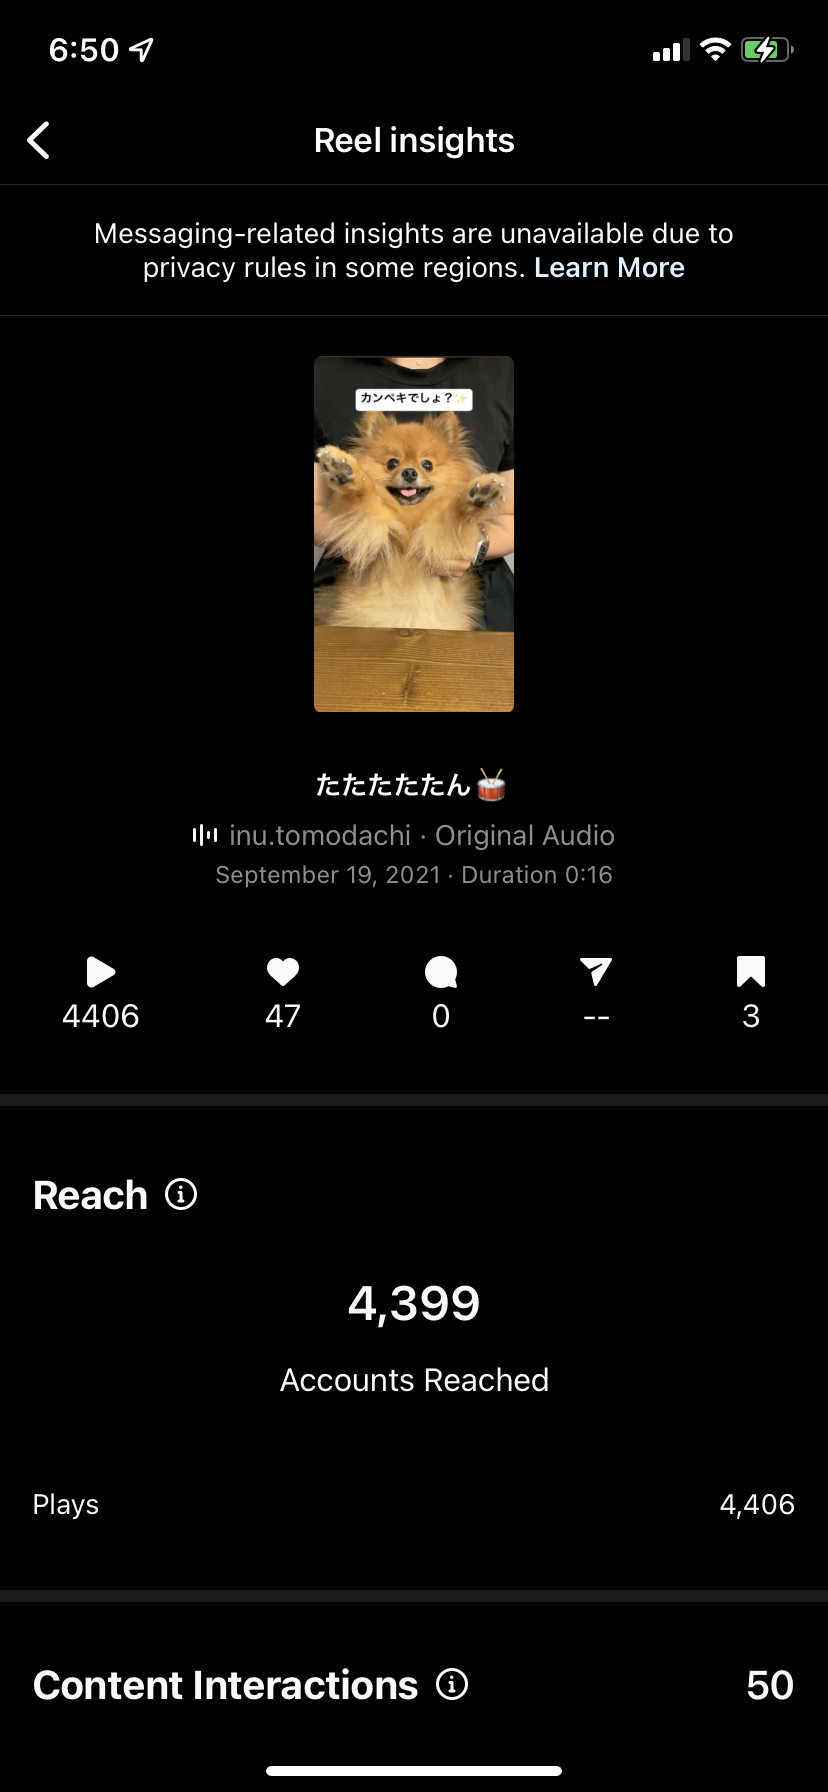 6:50
Reel insights
Messaging-related insights are unavailable due to
privacy rules in some regions. Learn More
カンペキでしょ？✨
たたたたたたん🥁
inu.tomodachi · Original Audio
September 19, 2021 · Duration 0:16
4406 47 0 -- 3
Reach
4,399
Accounts Reached
Plays 4,406
Content Interactions 50